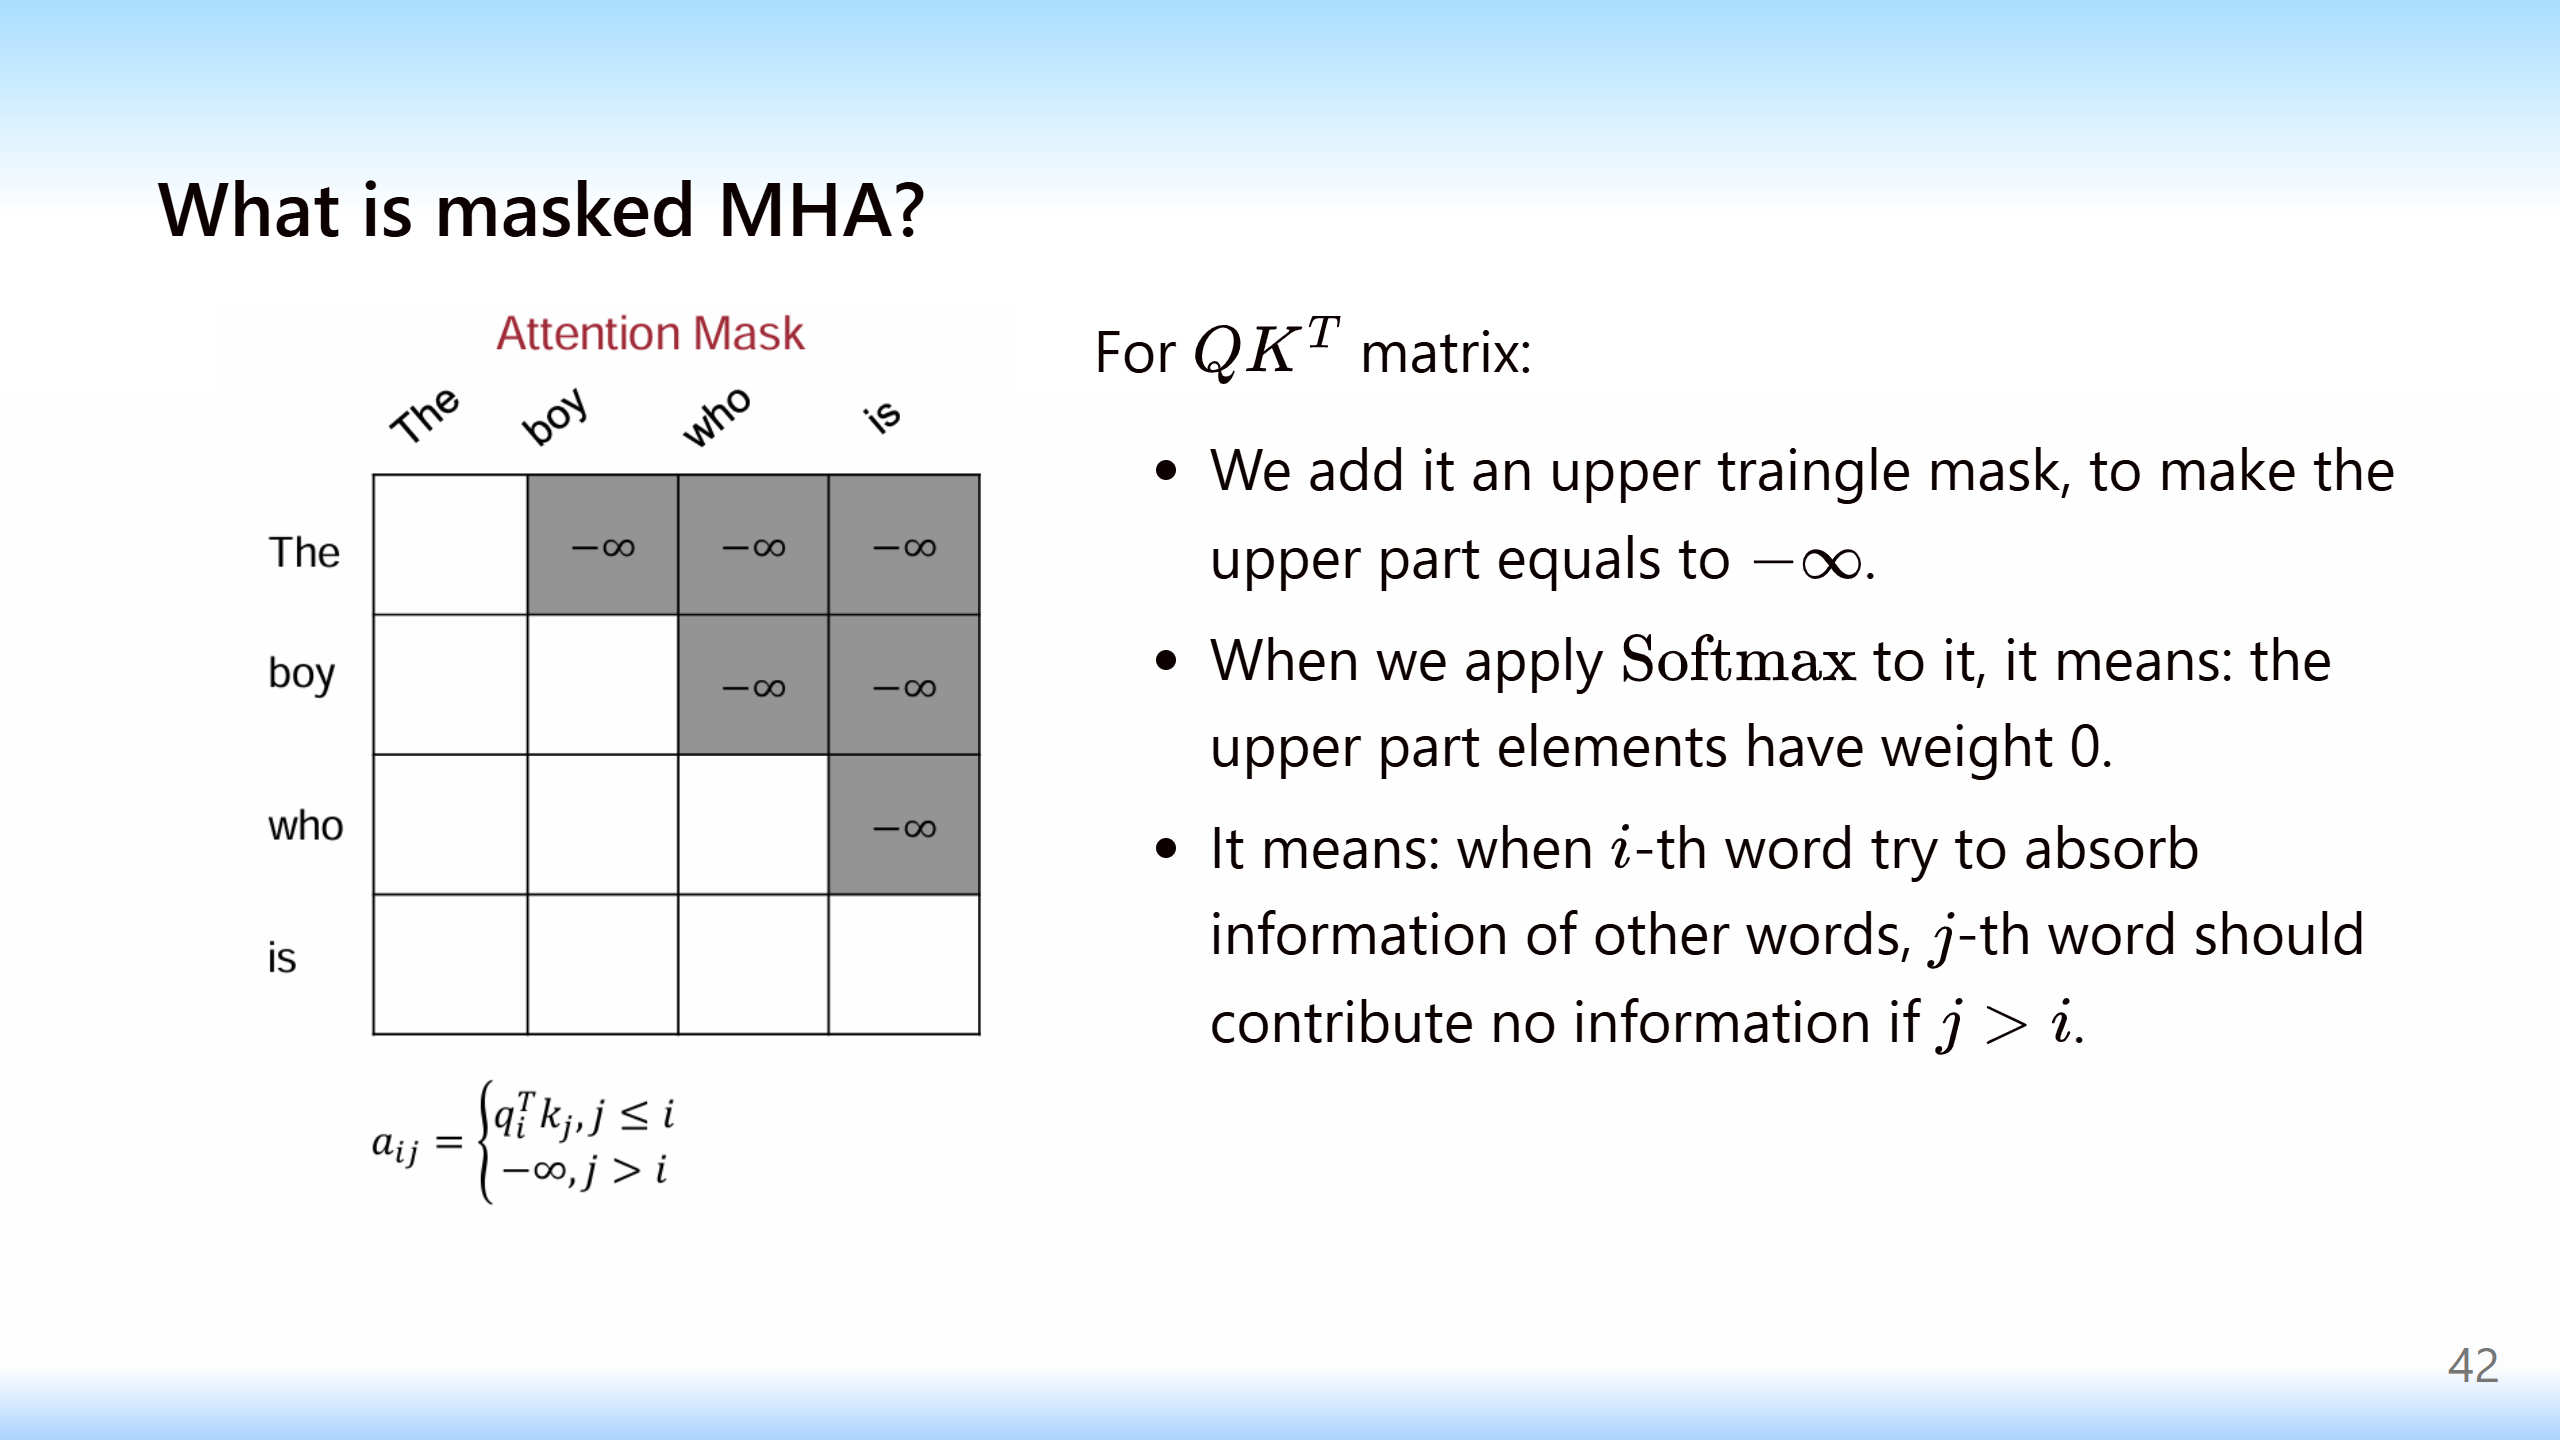 What is masked MHA?
Attention Mask
The boy who is
The −∞ −∞ −∞
boy −∞ −∞
who −∞
is
a_{ij} = { q_i^T k_j, j ≤ i
−∞, j > i
For QK^T matrix:
• We add it an upper traingle mask, to make the
upper part equals to −∞.
• When we apply Softmax to it, it means: the
upper part elements have weight 0.
• It means: when i-th word try to absorb
information of other words, j-th word should
contribute no information if j > i.
42